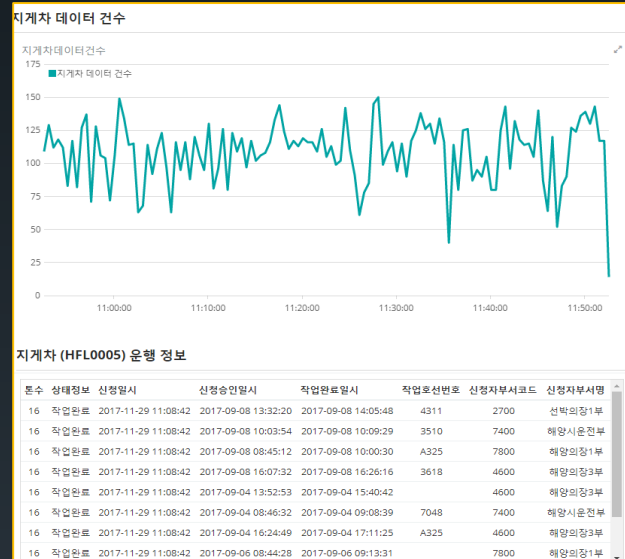 지게차 데이터 건수
지게차데이터건수
175
지게차 데이터 건수
150
125
100
75
50
25
0
11:00:00 11:10:00 11:20:00 11:30:00 11:40:00 11:50:00
지게차 (HFL0005) 운행 정보
톤수 상태정보 신청일시 신청승인일시 작업완료일시 작업호선번호 신청자부서코드 신청자부서명
16 작업완료 2017-11-29 11:08:42 2017-09-08 13:32:20 2017-09-08 14:05:48 4311 2700 선박의장1부
16 작업완료 2017-11-29 11:08:42 2017-09-08 10:03:54 2017-09-08 10:09:29 3510 7400 해양시운전부
16 작업완료 2017-11-29 11:08:42 2017-09-08 08:45:12 2017-09-08 10:00:30 A325 7800 해양의장1부
16 작업완료 2017-11-29 11:08:42 2017-09-08 16:07:32 2017-09-08 16:26:16 3618 4600 해양의장3부
16 작업완료 2017-11-29 11:08:42 2017-09-04 13:52:53 2017-09-04 15:40:42 4600 해양의장3부
16 작업완료 2017-11-29 11:08:42 2017-09-04 08:46:32 2017-09-04 09:08:39 7048 7400 해양시운전부
16 작업완료 2017-11-29 11:08:42 2017-09-04 16:24:49 2017-09-04 17:11:25 A325 4600 해양의장3부
16 작업완료 2017-11-29 11:08:42 2017-09-06 08:44:28 2017-09-06 09:13:31 7800 해양의장1부